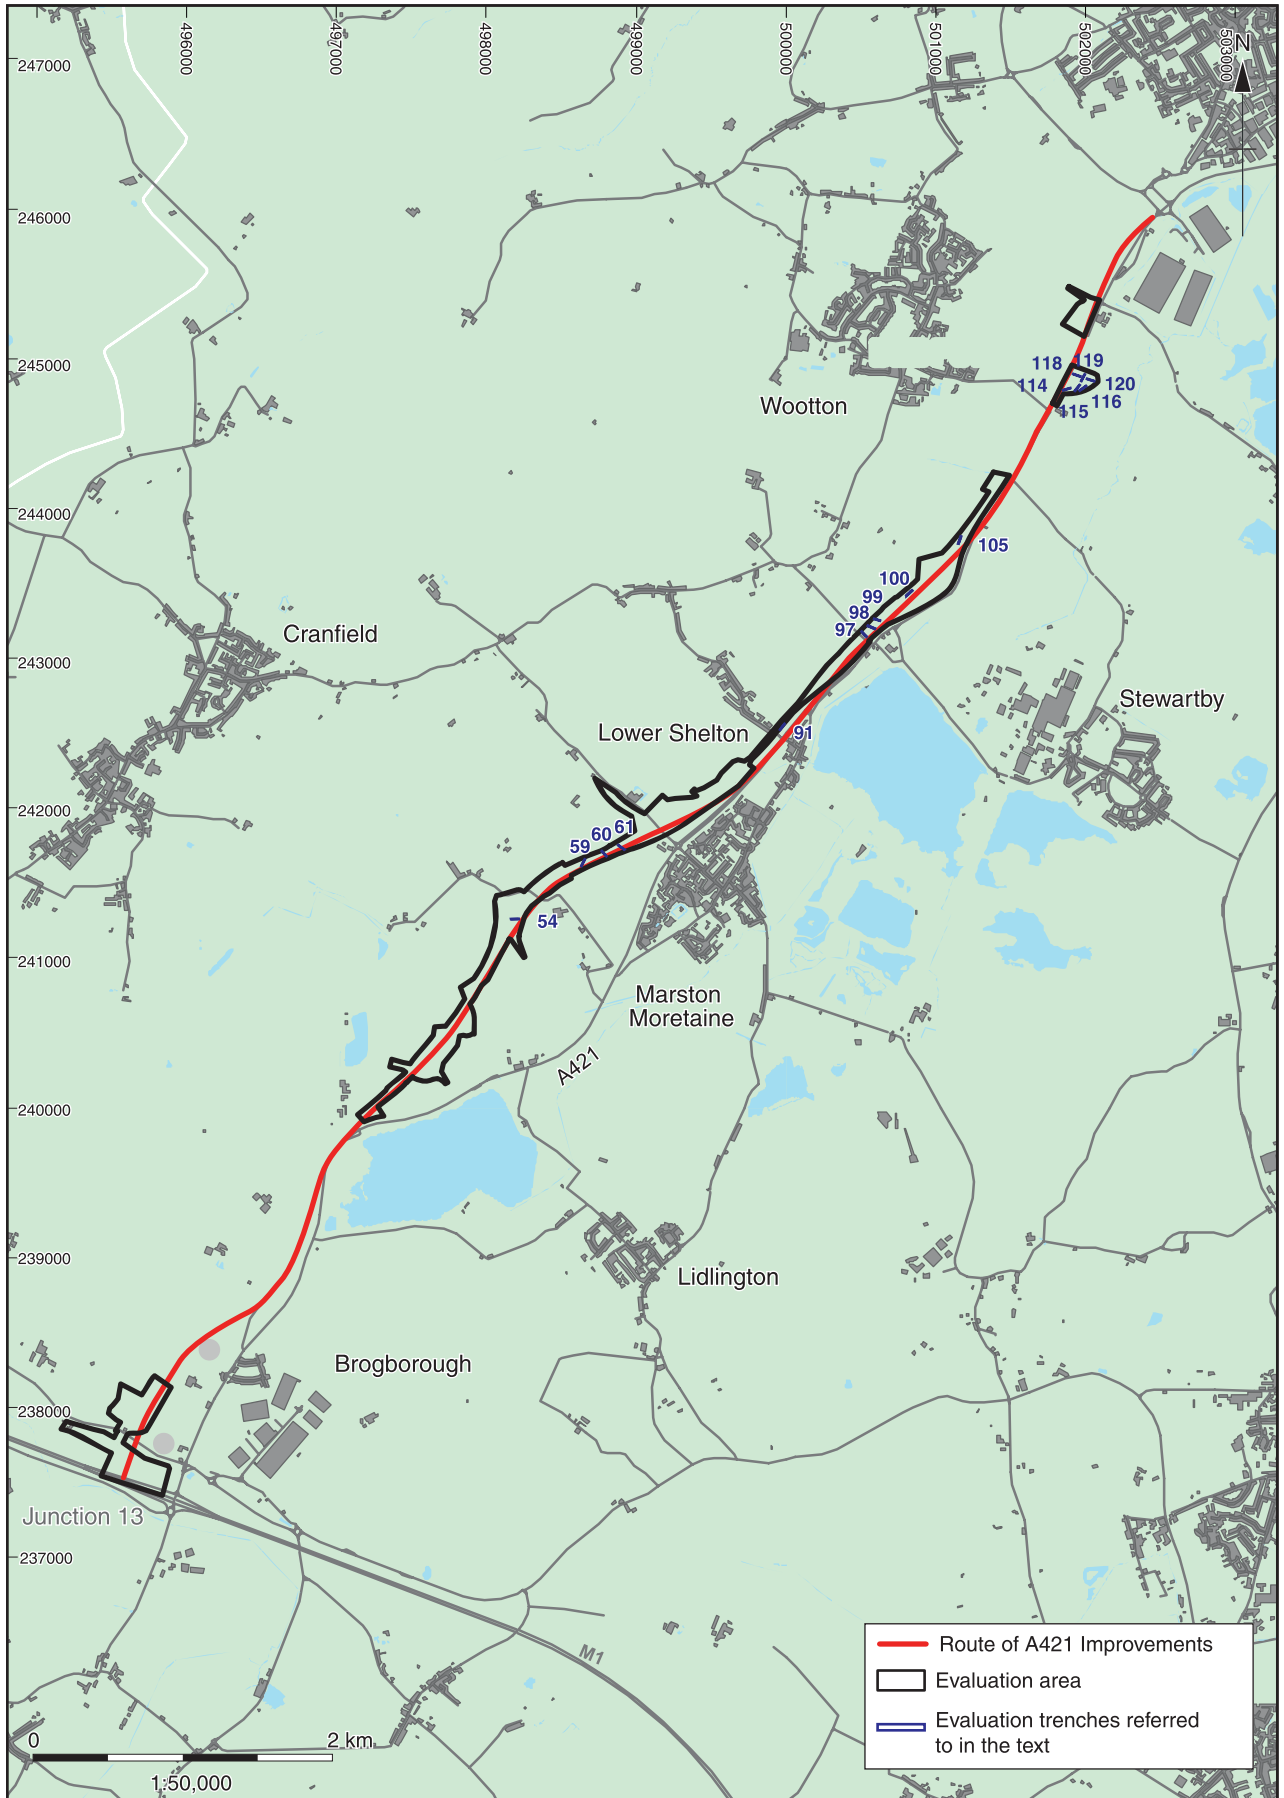 496000
497000
498000
499000
500000
501000
502000
503000
N
247000
246000
245000
244000
243000
242000
241000
240000
239000
238000
237000
118
119
114
120
116
115
Wootton
105
100
99
98
97
Cranfield
Stewartby
Lower Shelton
91
61
60
59
54
Marston
Moretaine
A421
Lidlington
Brogborough
Junction 13
M1
Route of A421 Improvements
Evaluation area
Evaluation trenches referred
to in the text
0
2 km
1:50,000